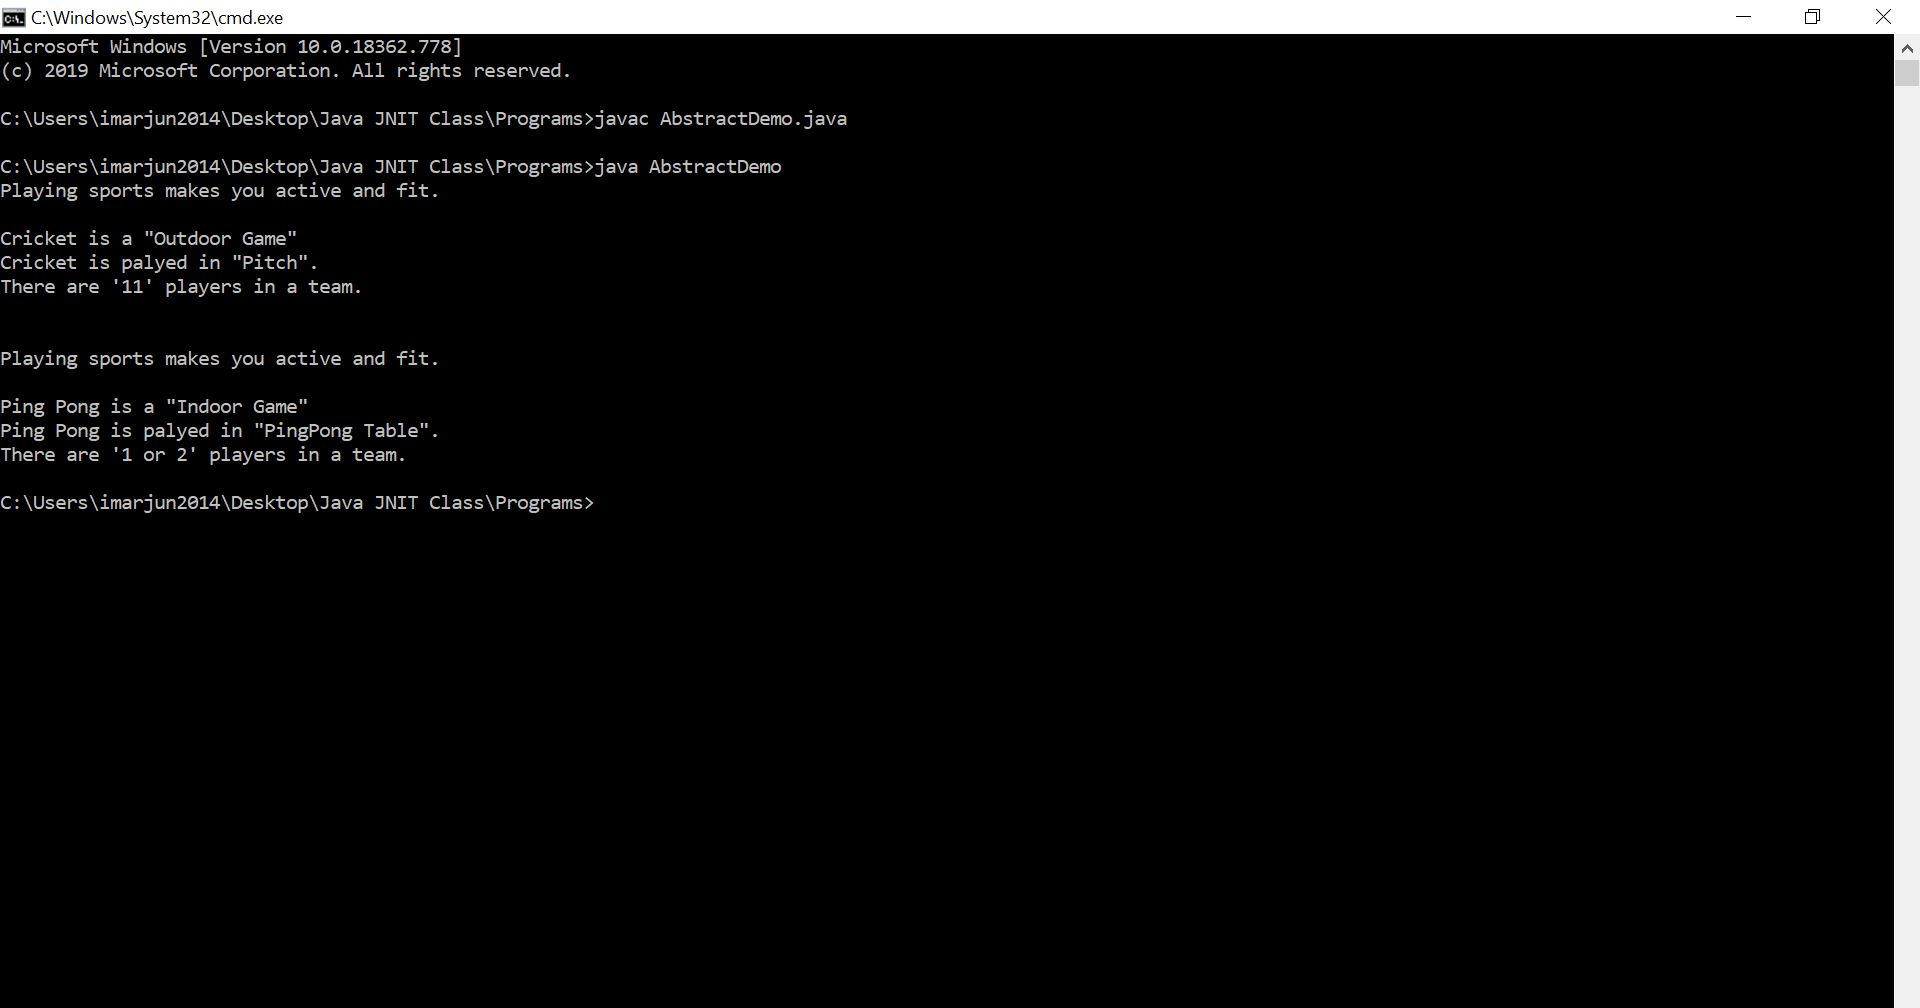 C:\Windows\System32\cmd.exe
Microsoft Windows [Version 10.0.18362.778]
(c) 2019 Microsoft Corporation. All rights reserved.
C:\Users\imarjun2014\Desktop\Java JNIT Class\Programs>javac AbstractDemo.java
C:\Users\imarjun2014\Desktop\Java JNIT Class\Programs>java AbstractDemo
Playing sports makes you active and fit.
Cricket is a "Outdoor Game"
Cricket is palyed in "Pitch".
There are '11' players in a team.
Playing sports makes you active and fit.
Ping Pong is a "Indoor Game"
Ping Pong is palyed in "PingPong Table".
There are '1 or 2' players in a team.
C:\Users\imarjun2014\Desktop\Java JNIT Class\Programs>